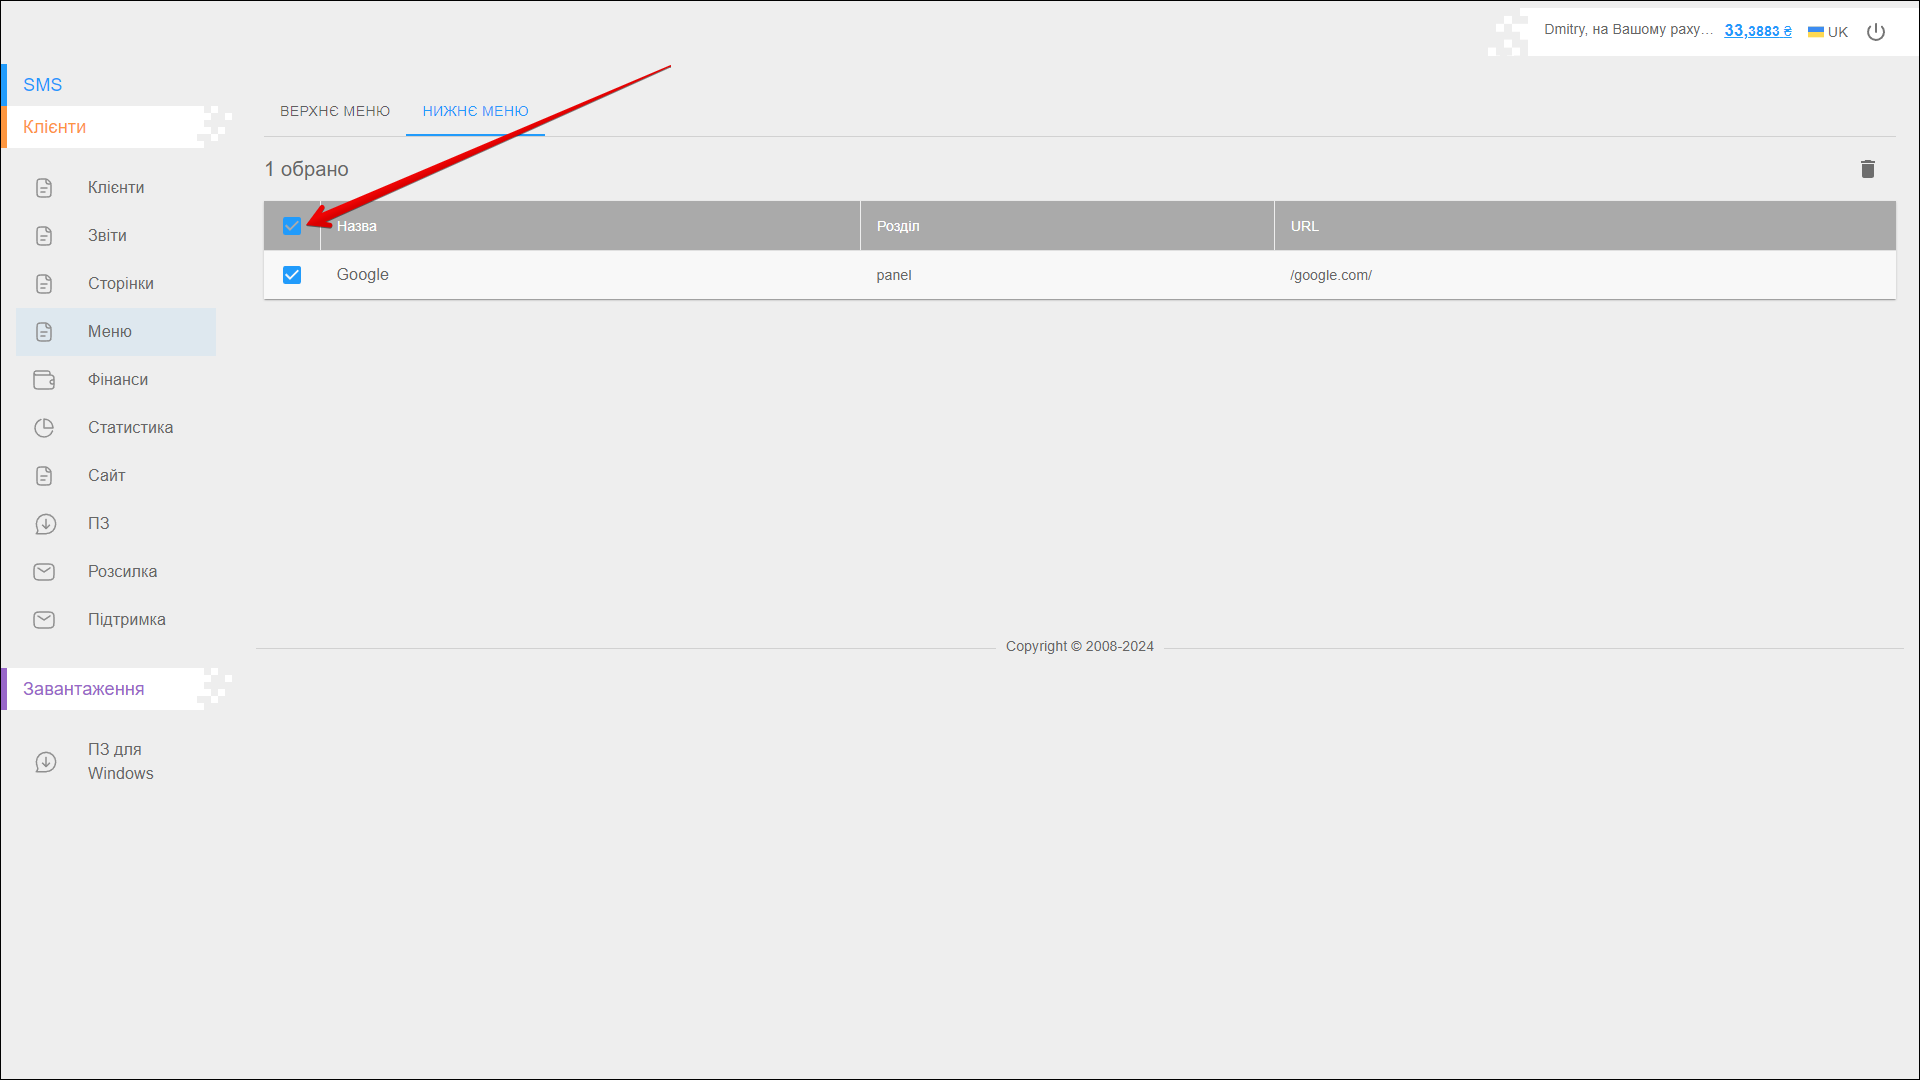 Dmitry, на Вашому раху... 33,3883 ₴ UK
SMS
Клієнти
Клієнти
Звіти
Сторінки
Меню
Фінанси
Статистика
Сайт
ПЗ
Розсилка
Підтримка
Завантаження
ПЗ для
Windows
ВЕРХНЄ МЕНЮ НИЖНЄ МЕНЮ
1 обрано
Назва Розділ URL
Google panel /google.com/
Copyright © 2008-2024